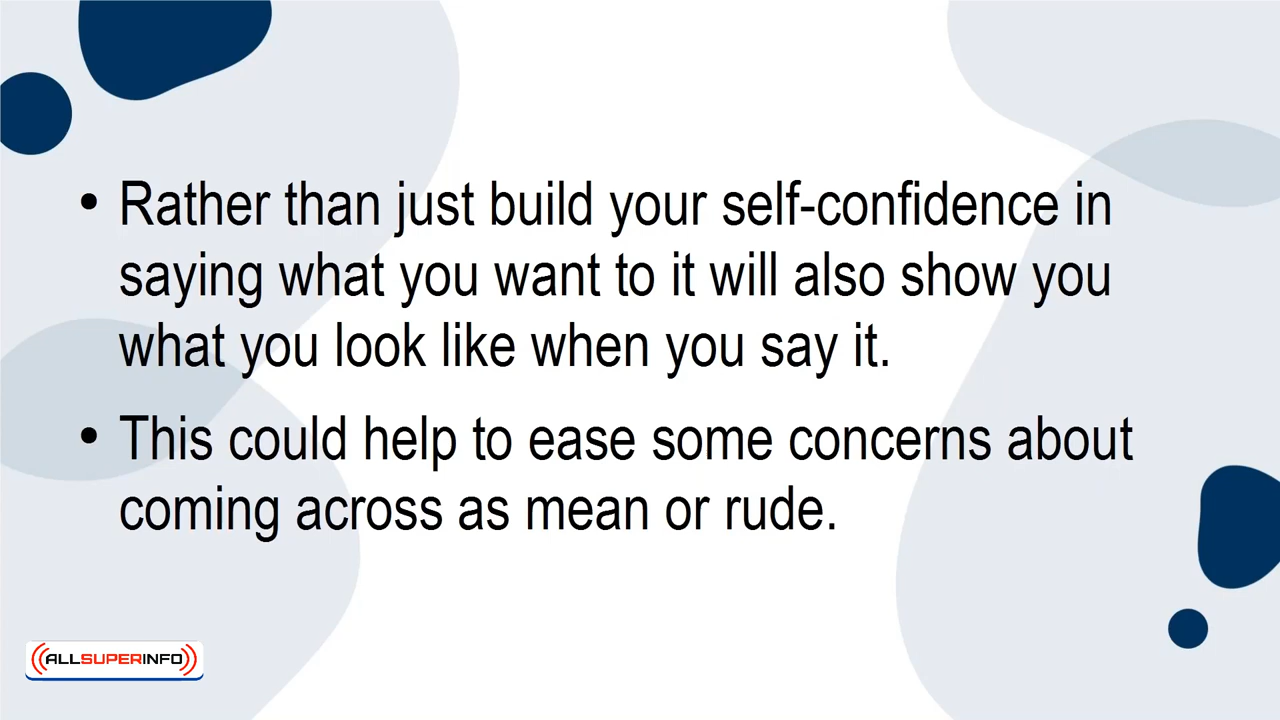 • Rather than just build your self-confidence in
saying what you want to it will also show you
what you look like when you say it.
• This could help to ease some concerns about
coming across as mean or rude.
ALLSUPERINFO